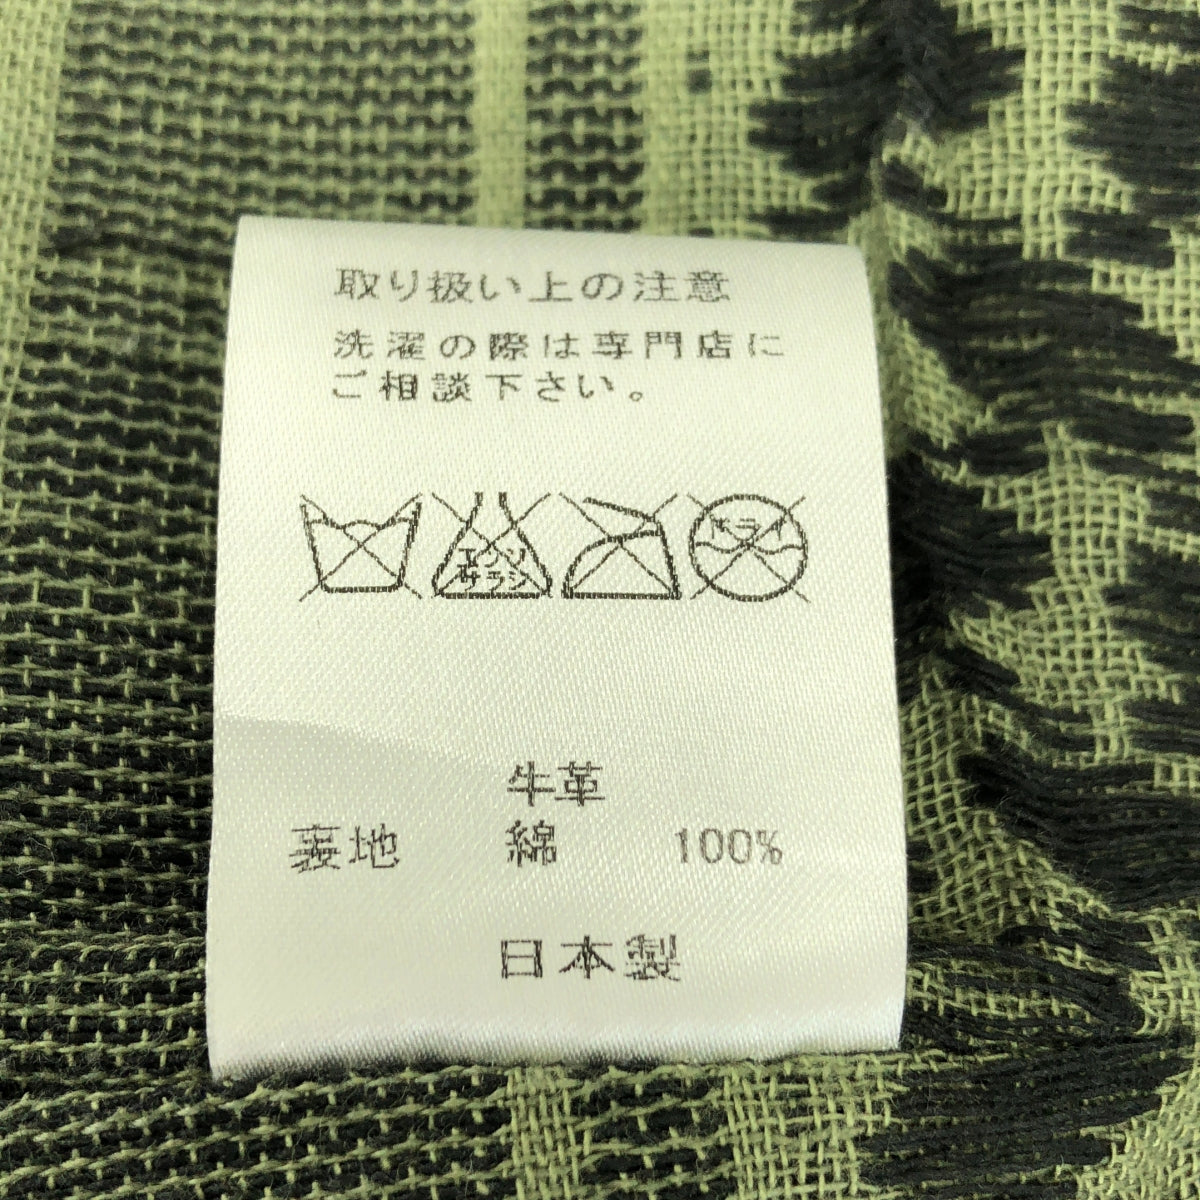 取り扱い上の注意
洗濯の際は専門店に
ご相談下さい。
エンソ
サラシ
ドライ
牛革
裏地 綿 100%
日本製